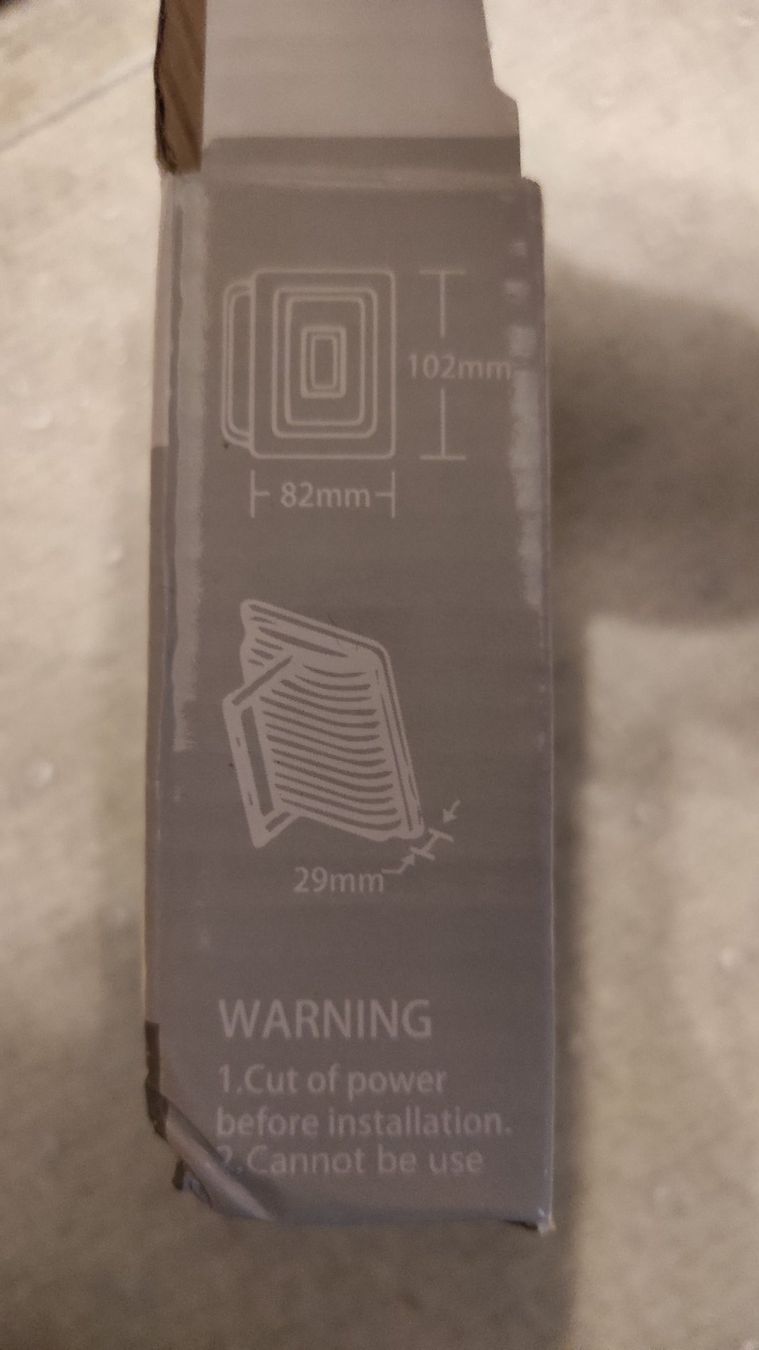 102mm
82mm
29mm
WARNING
1.Cut of power
before installation.
2.Cannot be use